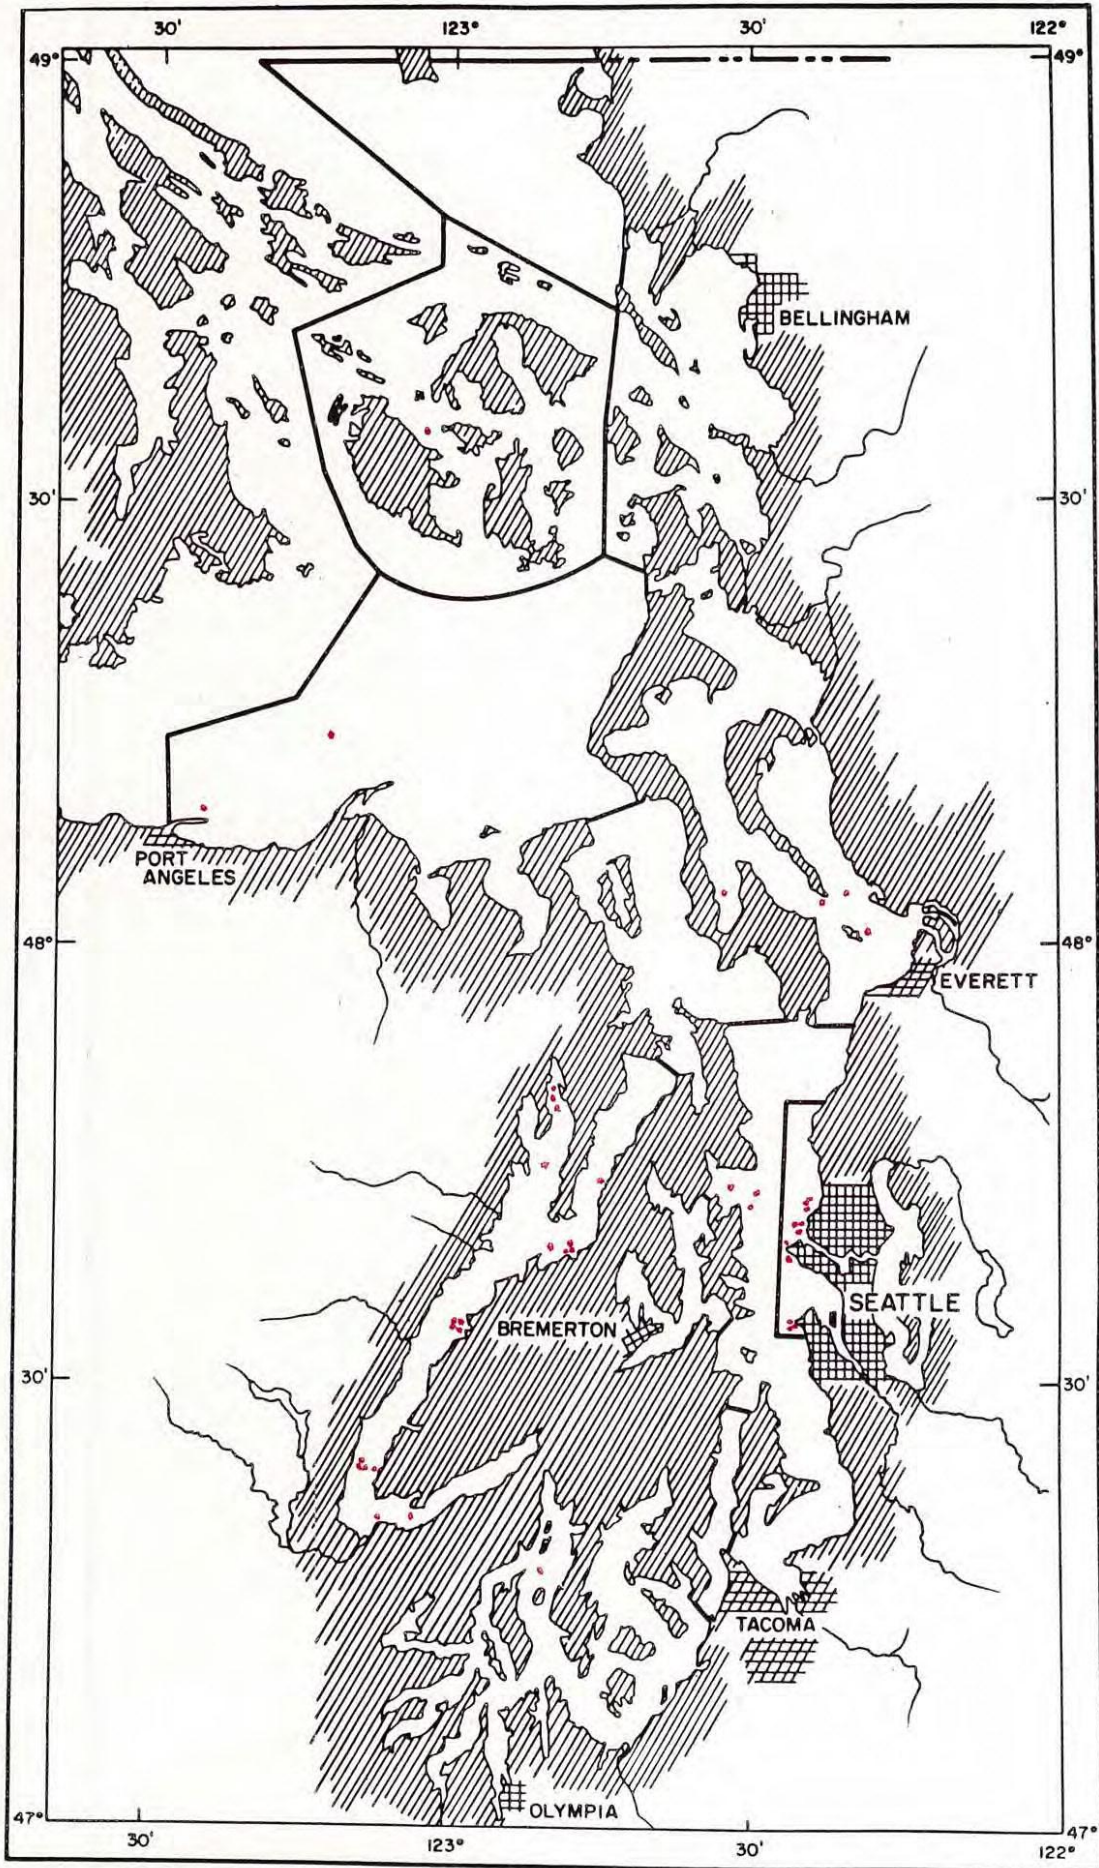 30' 123° 30' 122°
49° 49°
BELLINGHAM
30' 30'
PORT
ANGELES
48° 48°
EVERETT
SEATTLE
BREMERTON
30' 30'
TACOMA
OLYMPIA
47° 47°
30' 123° 30' 122°